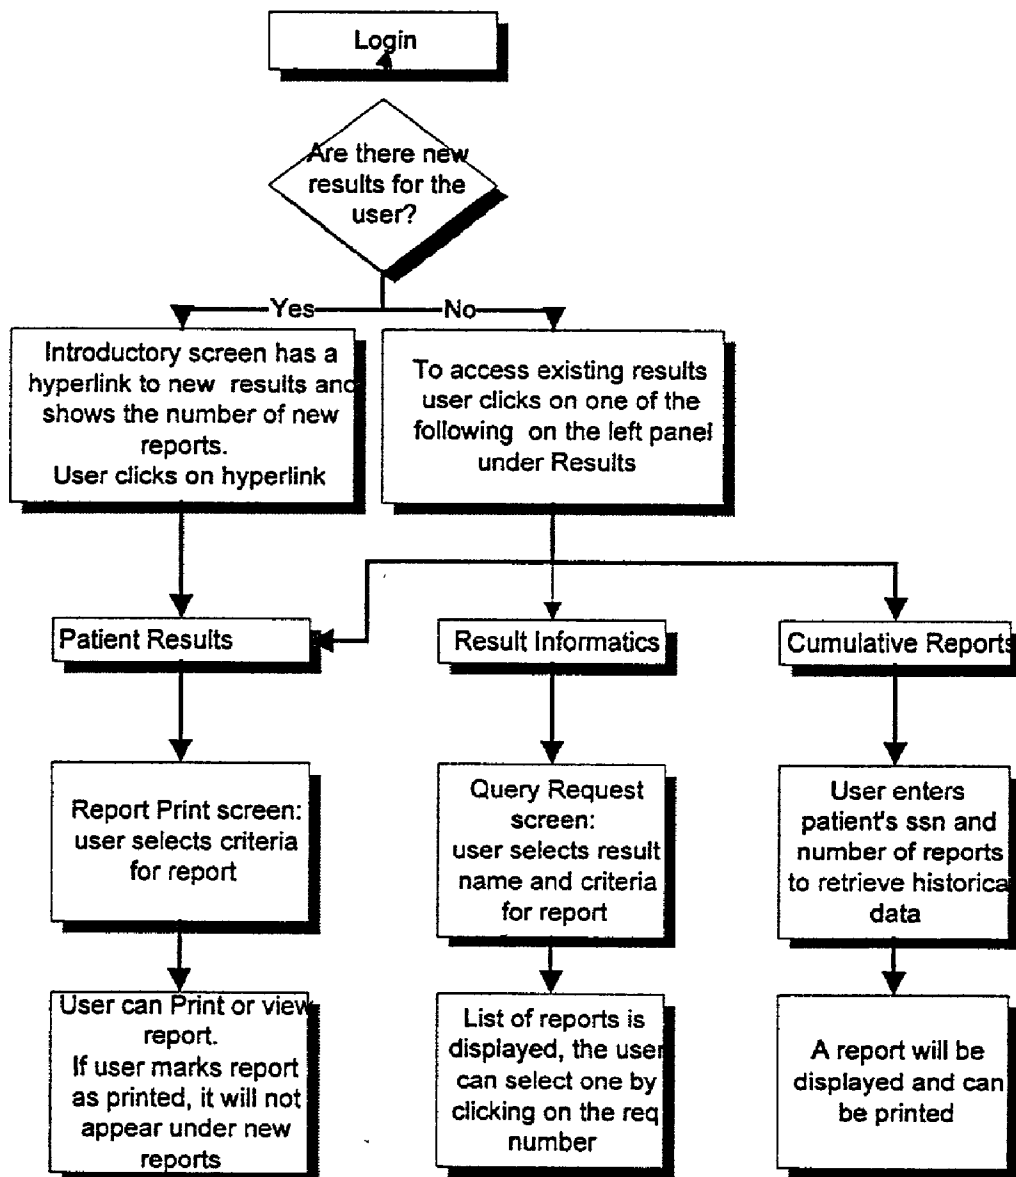 Login
Are there new
results for the
user?
Yes
No
Introductory screen has a
hyperlink to new results and
shows the number of new
reports.
User clicks on hyperlink
To access existing results
user clicks on one of the
following on the left panel
under Results
Patient Results
Result Informatics
Cumulative Reports
Report Print screen:
user selects criteria
for report
Query Request
screen:
user selects result
name and criteria
for report
User enters
patient's ssn and
number of reports
to retrieve historica
data
User can Print or view
report.
If user marks report
as printed, it will not
appear under new
reports
List of reports is
displayed, the user
can select one by
clicking on the req
number
A report will be
displayed and can
be printed